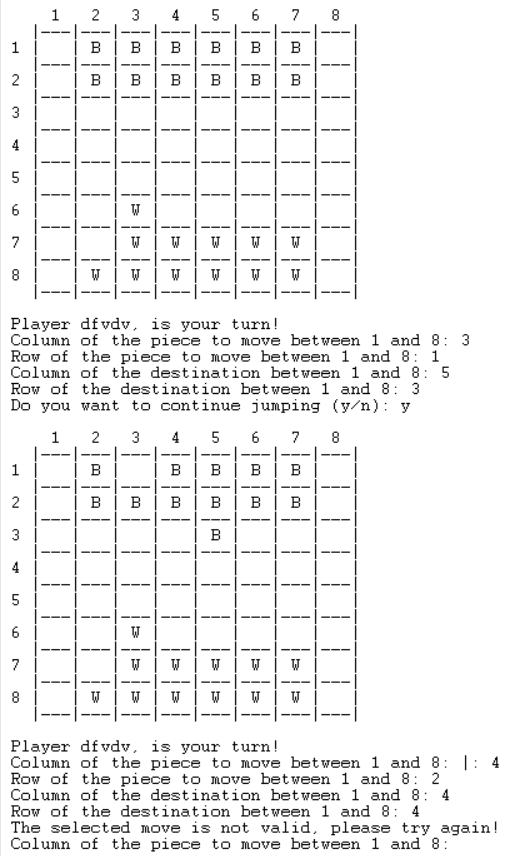 1 2 3 4 5 6 7 8
|---|---|---|---|---|---|---|---|
1 | | B | B | B | B | B | B | |
|---|---|---|---|---|---|---|---|
2 | | B | B | B | B | B | B | |
|---|---|---|---|---|---|---|---|
3 | | | | | | | | |
|---|---|---|---|---|---|---|---|
4 | | | | | | | | |
|---|---|---|---|---|---|---|---|
5 | | | | | | | | |
|---|---|---|---|---|---|---|---|
6 | | | W | | | | | |
|---|---|---|---|---|---|---|---|
7 | | | W | W | W | W | W | |
|---|---|---|---|---|---|---|---|
8 | | W | W | W | W | W | W | |
|---|---|---|---|---|---|---|---|
Player dfvdv, is your turn!
Column of the piece to move between 1 and 8: 3
Row of the piece to move between 1 and 8: 1
Column of the destination between 1 and 8: 5
Row of the destination between 1 and 8: 3
Do you want to continue jumping (y/n): y
1 2 3 4 5 6 7 8
|---|---|---|---|---|---|---|---|
1 | | B | | B | B | B | B | |
|---|---|---|---|---|---|---|---|
2 | | B | B | B | B | B | B | |
|---|---|---|---|---|---|---|---|
3 | | | | | B | | | |
|---|---|---|---|---|---|---|---|
4 | | | | | | | | |
|---|---|---|---|---|---|---|---|
5 | | | | | | | | |
|---|---|---|---|---|---|---|---|
6 | | | W | | | | | |
|---|---|---|---|---|---|---|---|
7 | | | W | W | W | W | W | |
|---|---|---|---|---|---|---|---|
8 | | W | W | W | W | W | W | |
|---|---|---|---|---|---|---|---|
Player dfvdv, is your turn!
Column of the piece to move between 1 and 8: |: 4
Row of the piece to move between 1 and 8: 2
Column of the destination between 1 and 8: 4
Row of the destination between 1 and 8: 4
The selected move is not valid, please try again!
Column of the piece to move between 1 and 8: